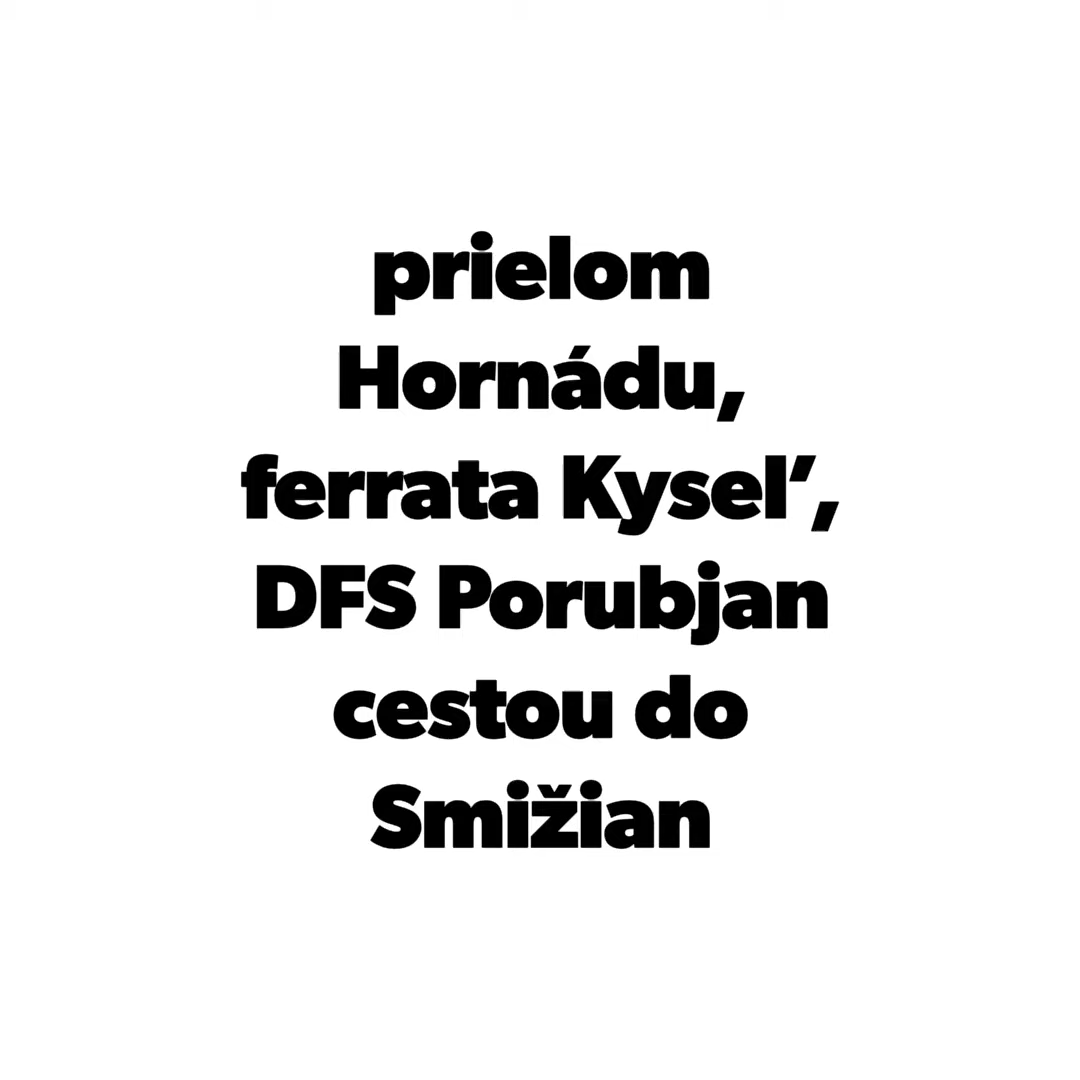 prielom
Hornádu,
ferrata Kyseľ,
DFS Porubjan
cestou do
Smižian